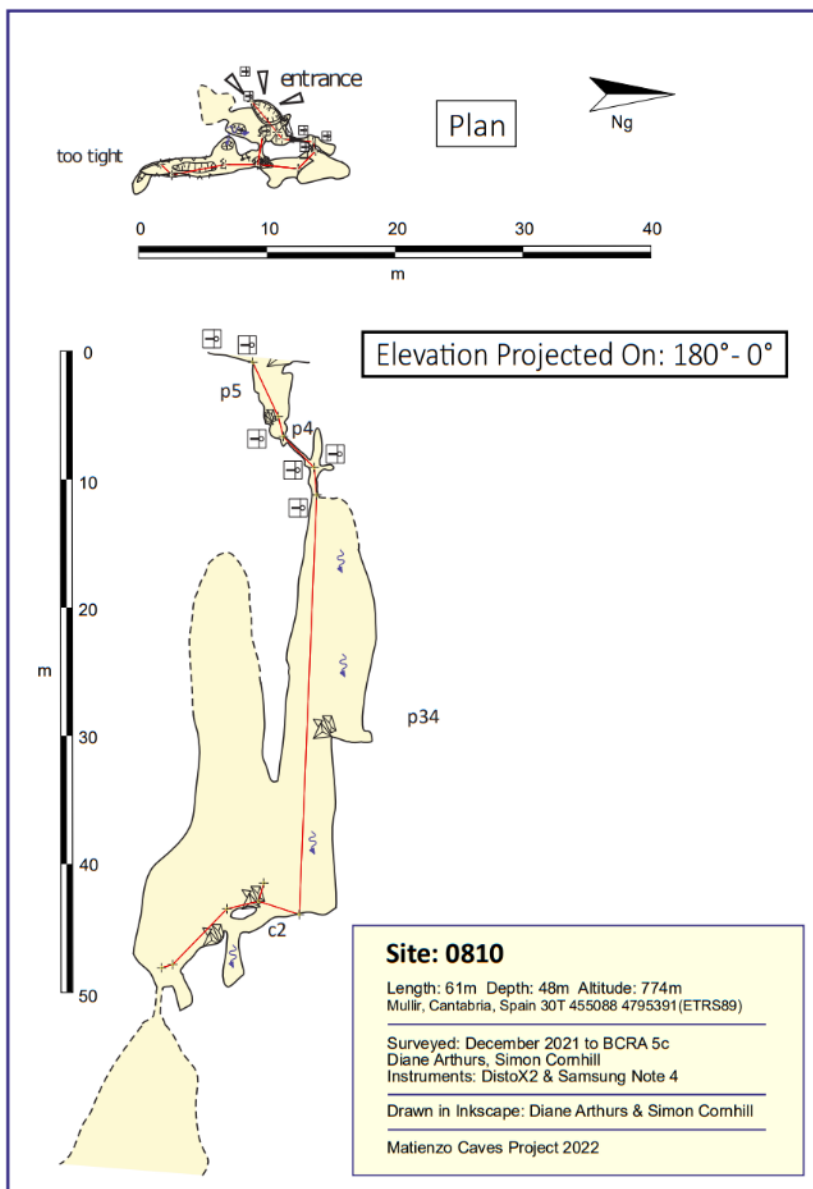 entrance
too tight
Plan
Ng
0 10 20 30 40
m
Elevation Projected On: 180°- 0°
0
p5
p4
10
20
m
p34
30
40
c2
50
Site: 0810
Length: 61m Depth: 48m Altitude: 774m
Mullir, Cantabria, Spain 30T 455088 4795391(ETRS89)
Surveyed: December 2021 to BCRA 5c
Diane Arthurs, Simon Cornhill
Instruments: DistoX2 & Samsung Note 4
Drawn in Inkscape: Diane Arthurs & Simon Cornhill
Matienzo Caves Project 2022